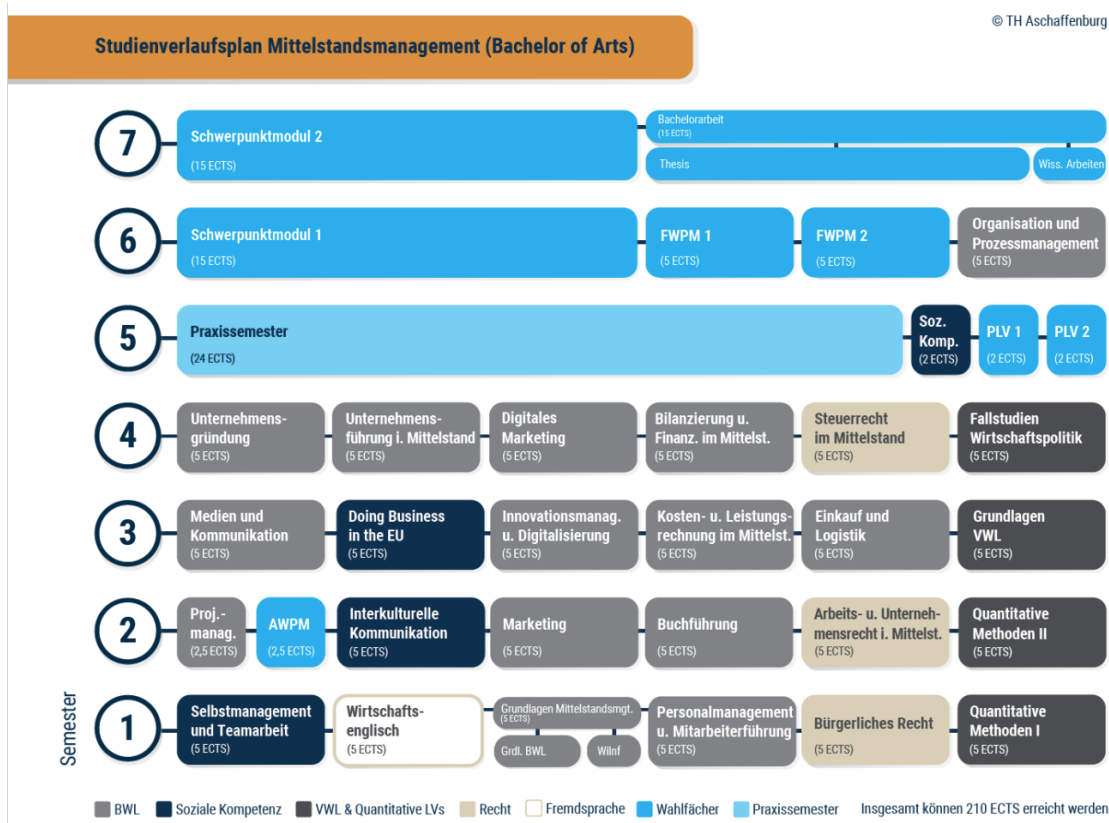 © TH Aschaffenburg
Studienverlaufsplan Mittelstandsmanagement (Bachelor of Arts)
7
Schwerpunktmodul 2
(15 ECTS)
Bachelorarbeit
(15 ECTS)
Thesis
Wiss. Arbeiten
6
Schwerpunktmodul 1
(15 ECTS)
FWPM 1
(5 ECTS)
FWPM 2
(5 ECTS)
Organisation und
Prozessmanagement
(5 ECTS)
5
Praxissemester
(24 ECTS)
Soz.
Komp.
(2 ECTS)
PLV 1
(2 ECTS)
PLV 2
(2 ECTS)
4
Unternehmens-
gründung
(5 ECTS)
Unternehmens-
führung i. Mittelstand
(5 ECTS)
Digitales
Marketing
(5 ECTS)
Bilanzierung u.
Finanz. im Mittelst.
(5 ECTS)
Steuerrecht
im Mittelstand
(5 ECTS)
Fallstudien
Wirtschaftspolitik
(5 ECTS)
3
Medien und
Kommunikation
(5 ECTS)
Doing Business
in the EU
(5 ECTS)
Innovationsmanag.
u. Digitalisierung
(5 ECTS)
Kosten- u. Leistungs-
rechnung im Mittelst.
(5 ECTS)
Einkauf und
Logistik
(5 ECTS)
Grundlagen
VWL
(5 ECTS)
2
Proj.-
manag.
(2,5 ECTS)
AWPM
(2,5 ECTS)
Interkulturelle
Kommunikation
(5 ECTS)
Marketing
(5 ECTS)
Buchführung
(5 ECTS)
Arbeits- u. Unterneh-
mensrecht i. Mittelst.
(5 ECTS)
Quantitative
Methoden II
(5 ECTS)
Semester
1
Selbstmanagement
und Teamarbeit
(5 ECTS)
Wirtschafts-
englisch
(5 ECTS)
Grundlagen Mittelstandsmgt.
(5 ECTS)
Grdl. BWL
WiInf
Personalmanagement
u. Mitarbeiterführung
(5 ECTS)
Bürgerliches Recht
(5 ECTS)
Quantitative
Methoden I
(5 ECTS)
BWL
Soziale Kompetenz
VWL & Quantitative LVs
Recht
Fremdsprache
Wahlfächer
Praxissemester
Insgesamt können 210 ECTS erreicht werden